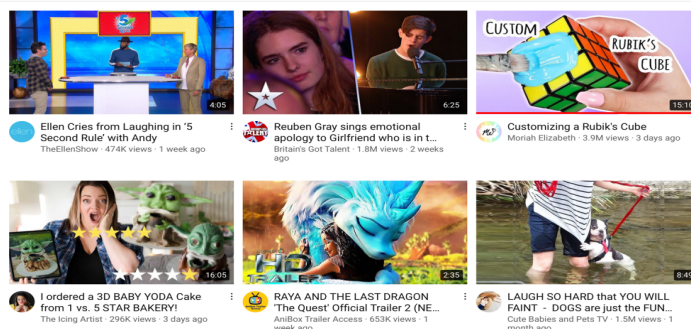 5
4:05
6:25
CUSTOM
RUBIK'S
CUBE
15:10
ellen
Ellen Cries from Laughing in '5
Second Rule' with Andy
TheEllenShow · 474K views · 1 week ago
TALENT
Reuben Gray sings emotional
apology to Girlfriend who is in t...
Britain's Got Talent · 1.8M views · 2 weeks
ago
Customizing a Rubik's Cube
Moriah Elizabeth · 3.9M views · 3 days ago
16:05
HD
TRAILER
2:35
8:49
I ordered a 3D BABY YODA Cake
from 1 vs. 5 STAR BAKERY!
The Icing Artist · 296K views · 3 days ago
RAYA AND THE LAST DRAGON
'The Quest' Official Trailer 2 (NE...
AniBox Trailer Access · 653K views · 1
week ago
LAUGH SO HARD that YOU WILL
FAINT - DOGS are just the FUN...
Cute Babies and Pets TV · 1.5M views · 1
month ago